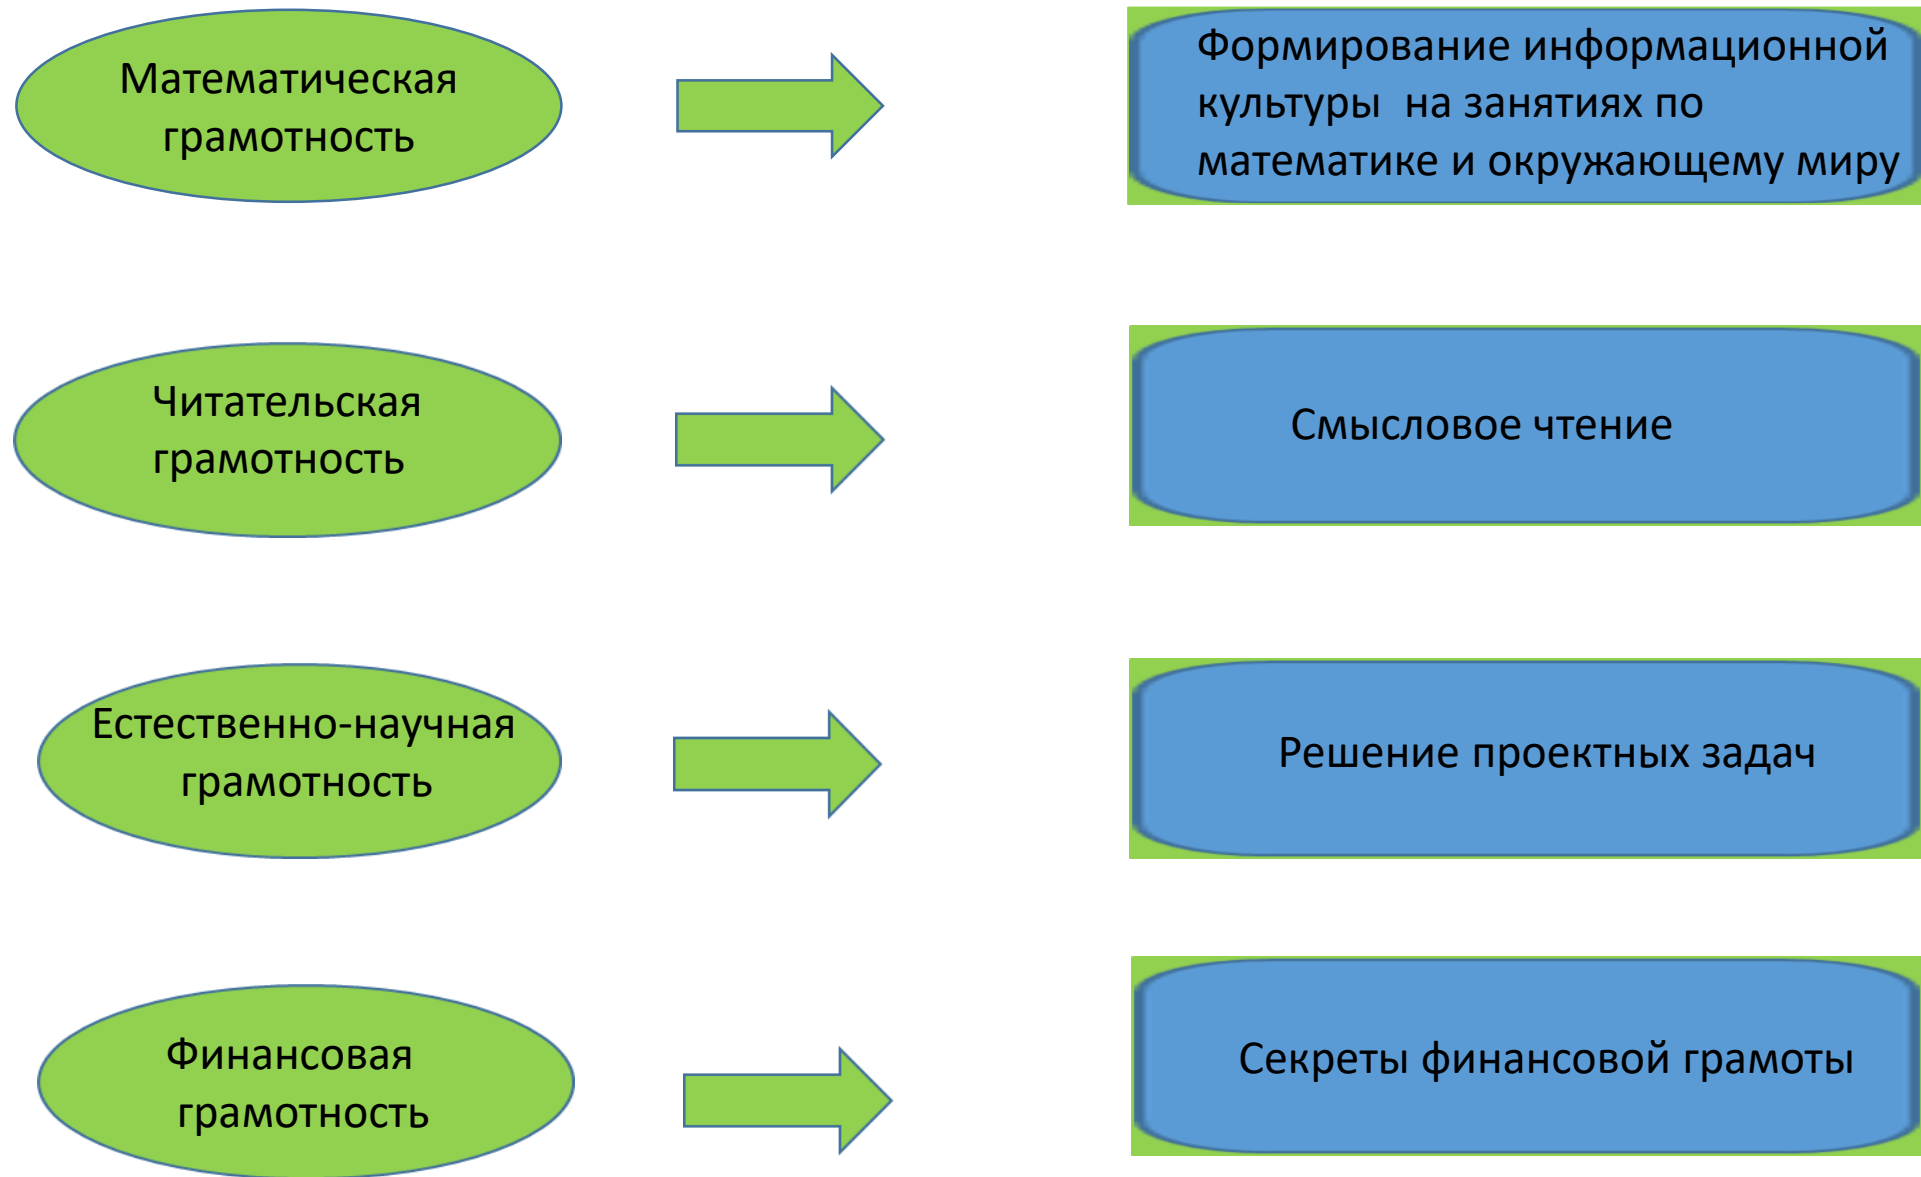 Математическая
грамотность
Формирование информационной
культуры  на занятиях по
математике и окружающему миру
Читательская
грамотность
Смысловое чтение
Естественно-научная
грамотность
Решение проектных задач
Финансовая
грамотность
Секреты финансовой грамоты